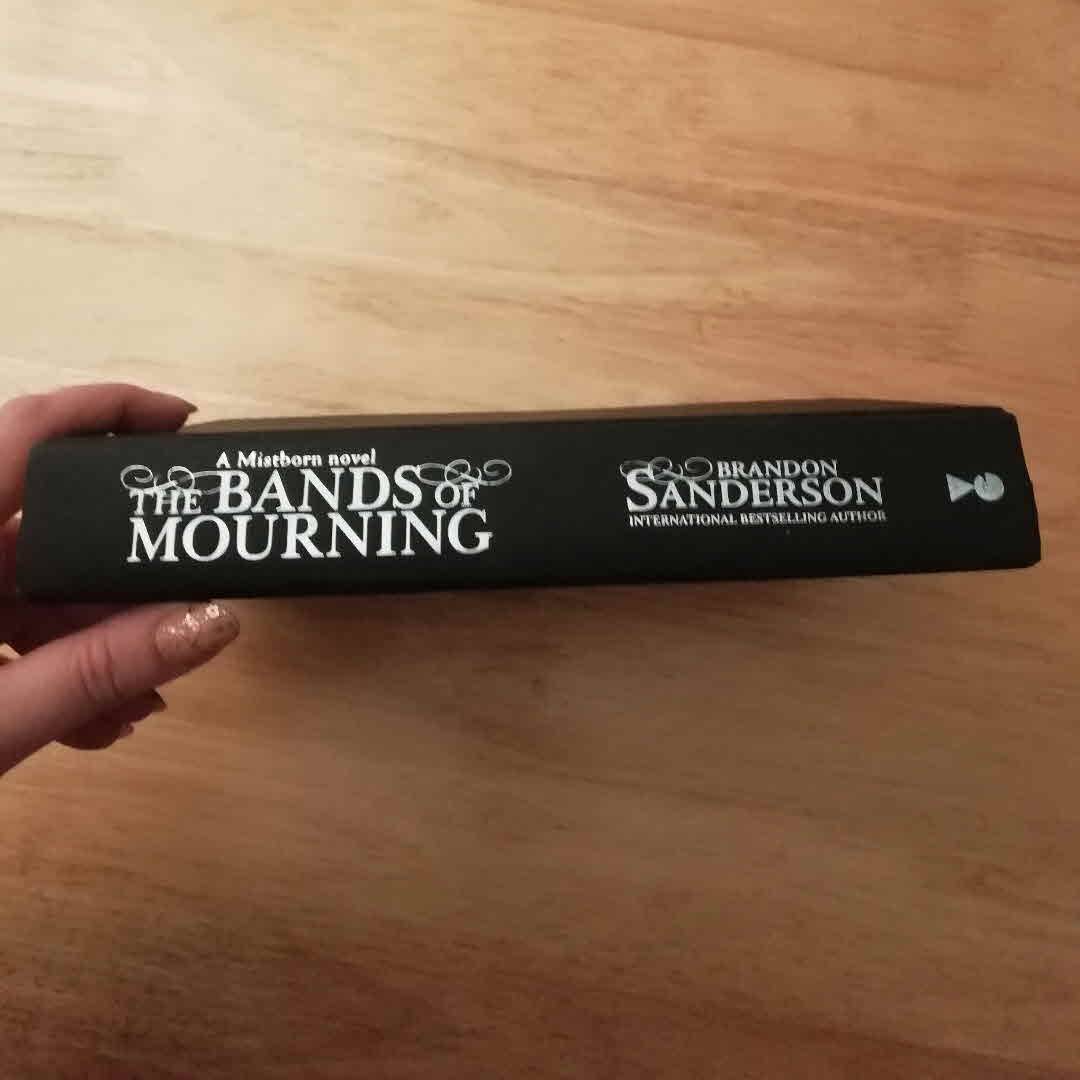 A Mistborn novel
THE BANDS OF
MOURNING
BRANDON
SANDERSON
INTERNATIONAL BESTSELLING AUTHOR